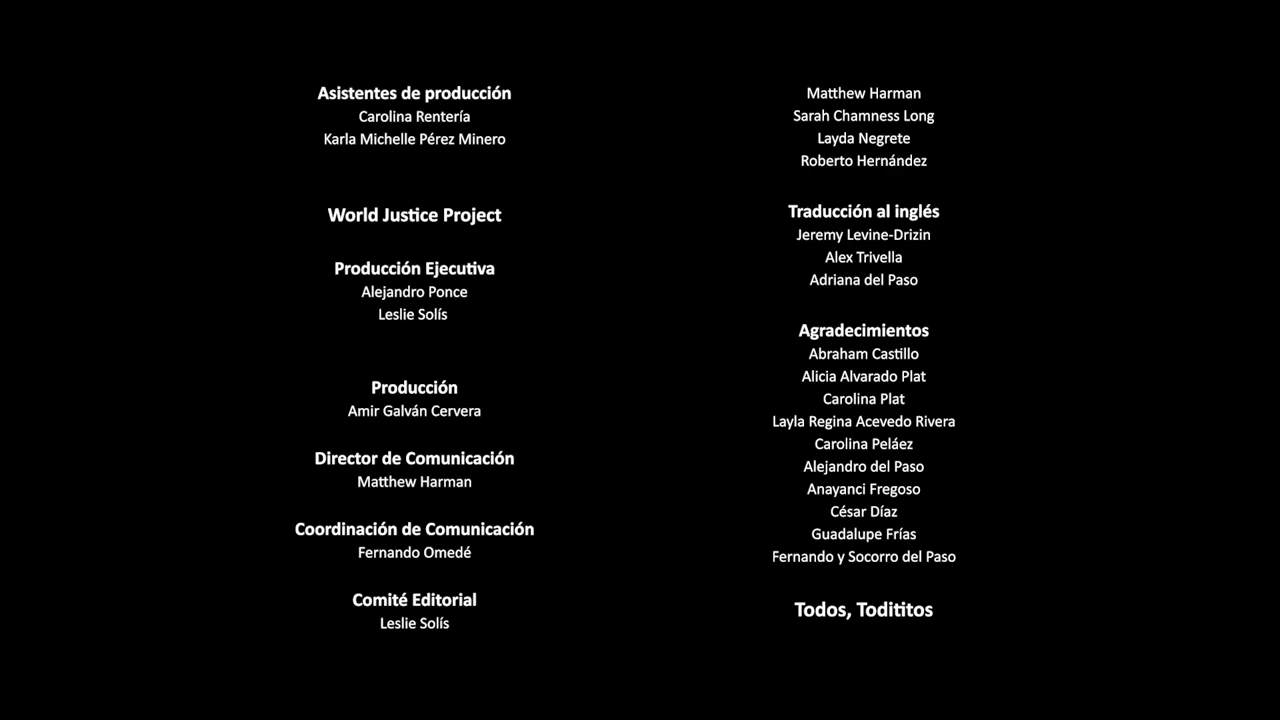 Asistentes de producción
Carolina Rentería
Karla Michelle Pérez Minero
World Justice Project
Producción Ejecutiva
Alejandro Ponce
Leslie Solís
Producción
Amir Galván Cervera
Director de Comunicación
Matthew Harman
Coordinación de Comunicación
Fernando Omedé
Comité Editorial
Leslie Solís
Matthew Harman
Sarah Chamness Long
Layda Negrete
Roberto Hernández
Traducción al inglés
Jeremy Levine-Drizin
Alex Trivella
Adriana del Paso
Agradecimientos
Abraham Castillo
Alicia Alvarado Plat
Carolina Plat
Layla Regina Acevedo Rivera
Carolina Peláez
Alejandro del Paso
Anayanci Fregoso
César Díaz
Guadalupe Frías
Fernando y Socorro del Paso
Todos, Todititos